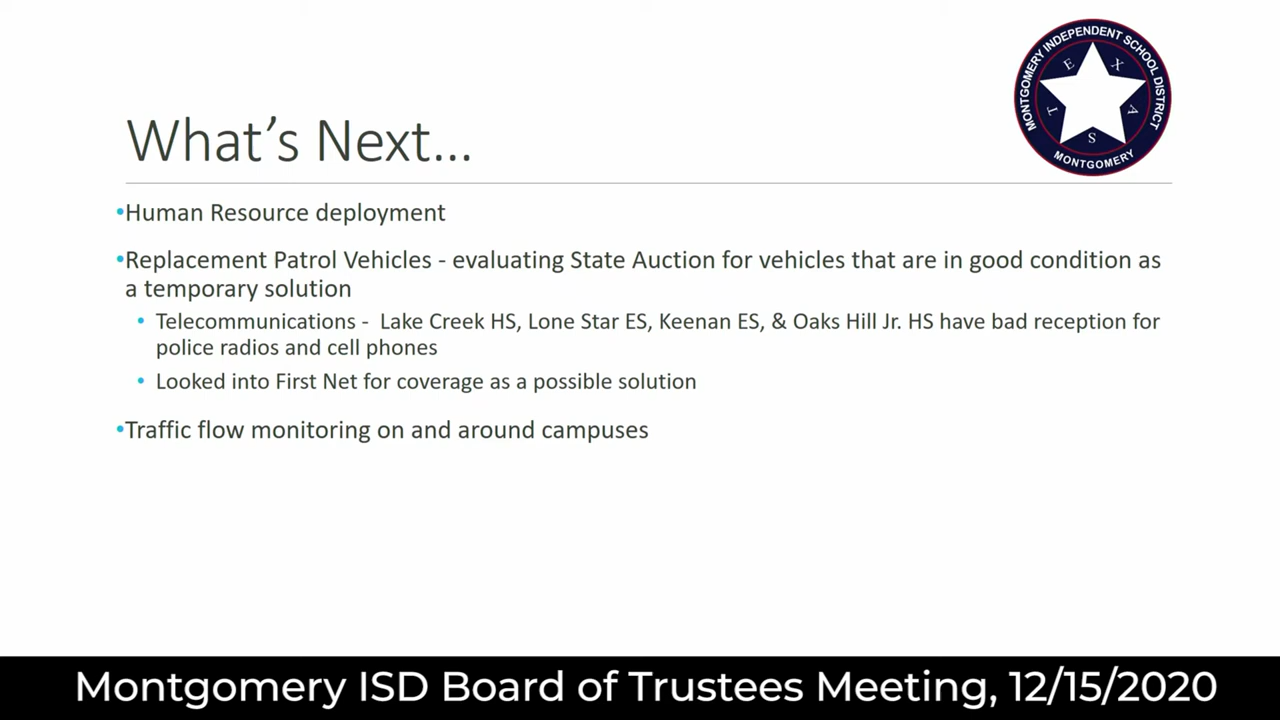 MONTGOMERY INDEPENDENT SCHOOL DISTRICT
TEXAS
MONTGOMERY
What's Next...
•Human Resource deployment
•Replacement Patrol Vehicles - evaluating State Auction for vehicles that are in good condition as
a temporary solution
• Telecommunications - Lake Creek HS, Lone Star ES, Keenan ES, & Oaks Hill Jr. HS have bad reception for
police radios and cell phones
• Looked into First Net for coverage as a possible solution
•Traffic flow monitoring on and around campuses
Montgomery ISD Board of Trustees Meeting, 12/15/2020